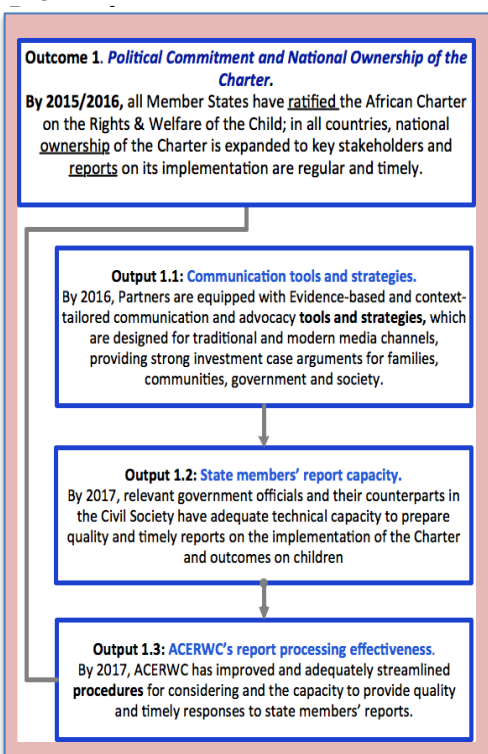 Outcome 1. Political Commitment and National Ownership of the
Charter.
By 2015/2016, all Member States have ratified the African Charter
on the Rights & Welfare of the Child; in all countries, national
ownership of the Charter is expanded to key stakeholders and
reports on its implementation are regular and timely.
Output 1.1: Communication tools and strategies.
By 2016, Partners are equipped with Evidence-based and context-
tailored communication and advocacy tools and strategies, which
are designed for traditional and modern media channels,
providing strong investment case arguments for families,
communities, government and society.
Output 1.2: State members' report capacity.
By 2017, relevant government officials and their counterparts in
the Civil Society have adequate technical capacity to prepare
quality and timely reports on the implementation of the Charter
and outcomes on children
Output 1.3: ACERWC's report processing effectiveness.
By 2017, ACERWC has improved and adequately streamlined
procedures for considering and the capacity to provide quality
and timely responses to state members' reports.